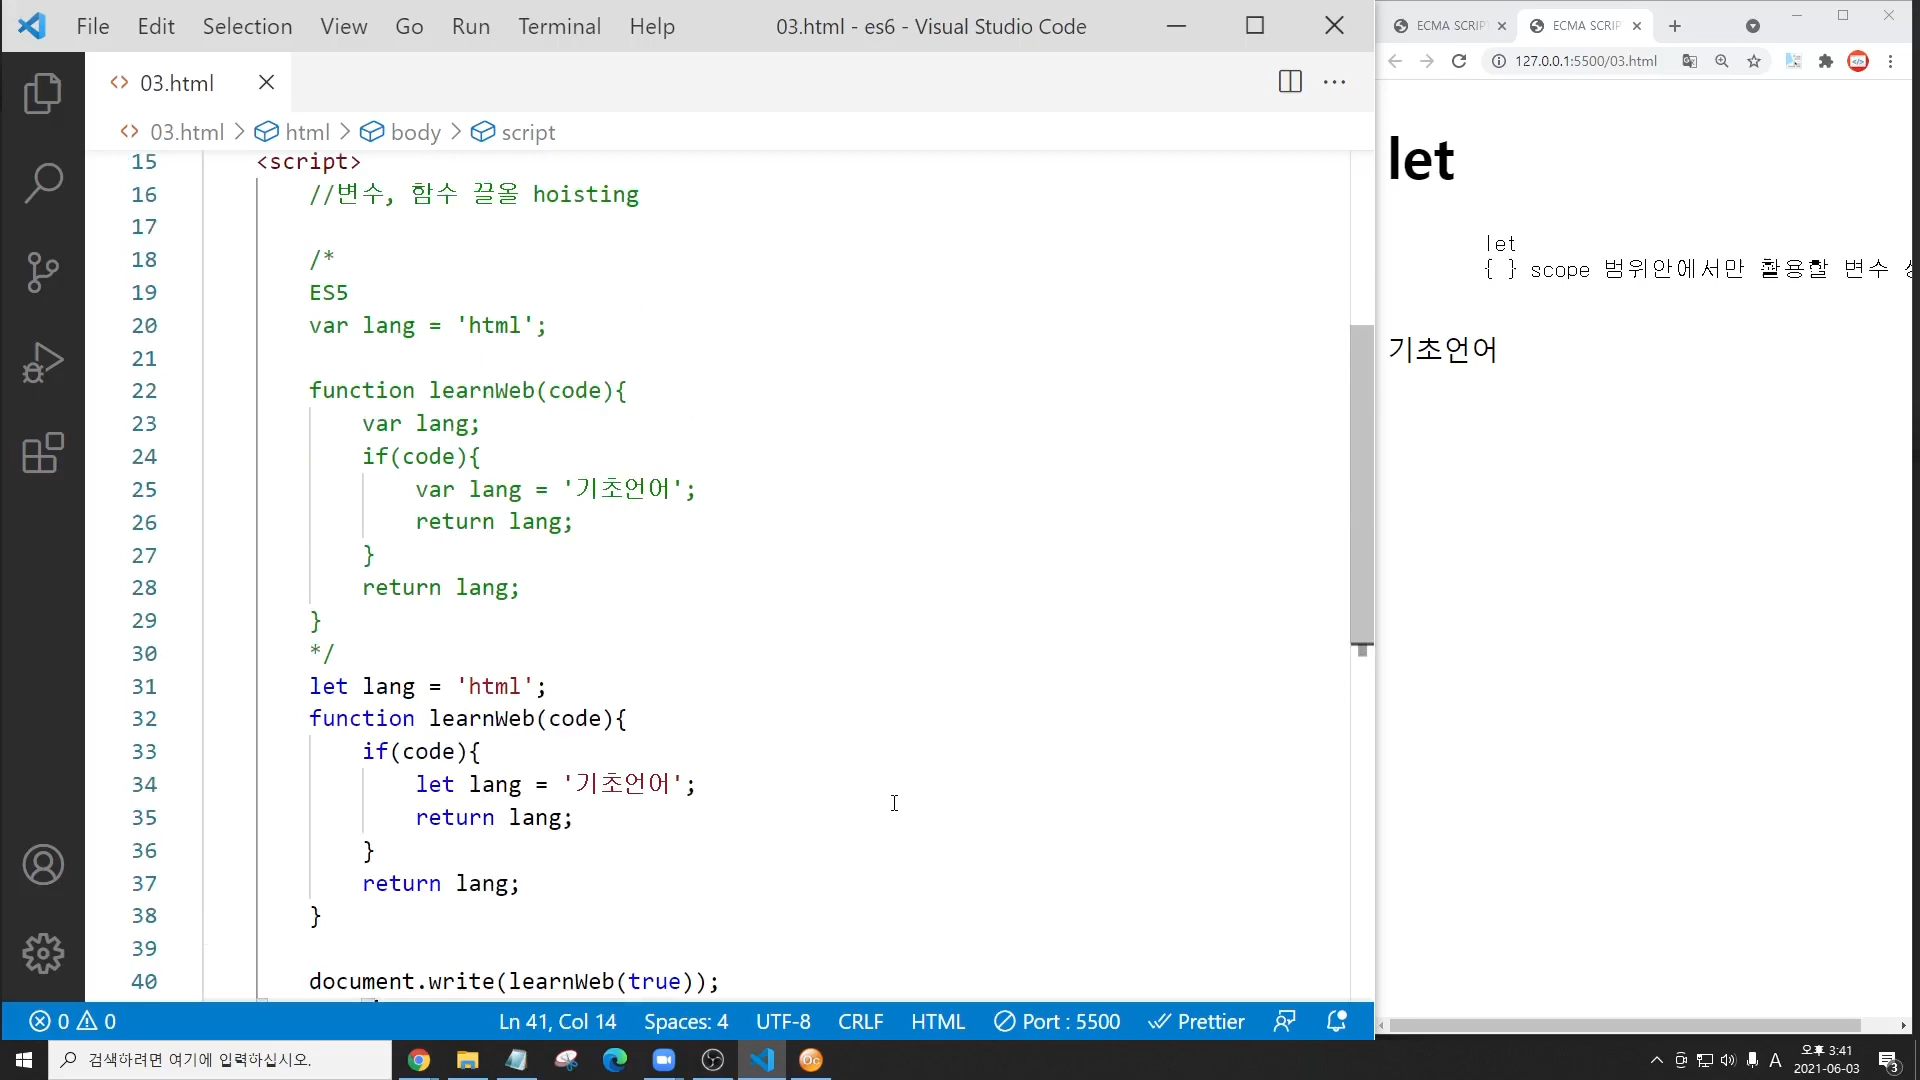 File Edit Selection View Go Run Terminal Help 03.html - es6 - Visual Studio Code
03.html
03.html > html > body > script
15 <script>
16 //변수, 함수 끌올 hoisting
17
18 /*
19 ES5
20 var lang = 'html';
21
22 function learnWeb(code){
23 var lang;
24 if(code){
25 var lang = '기초언어';
26 return lang;
27 }
28 return lang;
29 }
30 */
31 let lang = 'html';
32 function learnWeb(code){
33 if(code){
34 let lang = '기초언어';
35 return lang;
36 }
37 return lang;
38 }
39
40 document.write(learnWeb(true));
0 0 Ln 41, Col 14 Spaces: 4 UTF-8 CRLF HTML Port : 5500 Prettier
ECMA SCRIP ECMA SCRIP
127.0.0.1:5500/03.html
let
let
{ } scope 범위안에서만 활용할 변수
기초언어
검색하려면 여기에 입력하십시오.
A 오후 3:41
2021-06-03
3